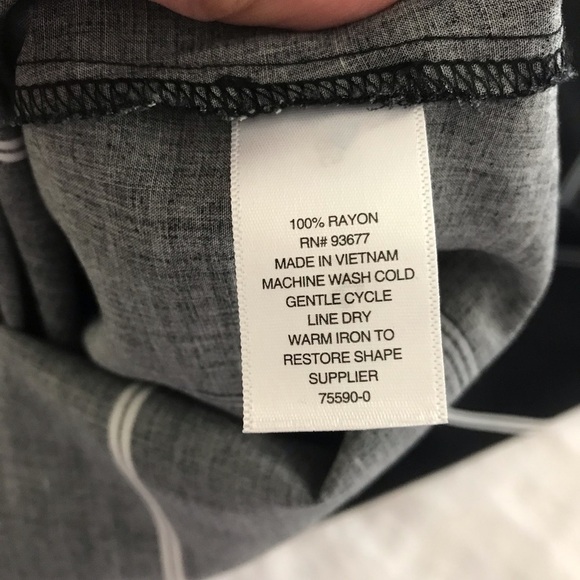 100% RAYON
RN# 93677
MADE IN VIETNAM
MACHINE WASH COLD
GENTLE CYCLE
LINE DRY
WARM IRON TO
RESTORE SHAPE
SUPPLIER
75590-0